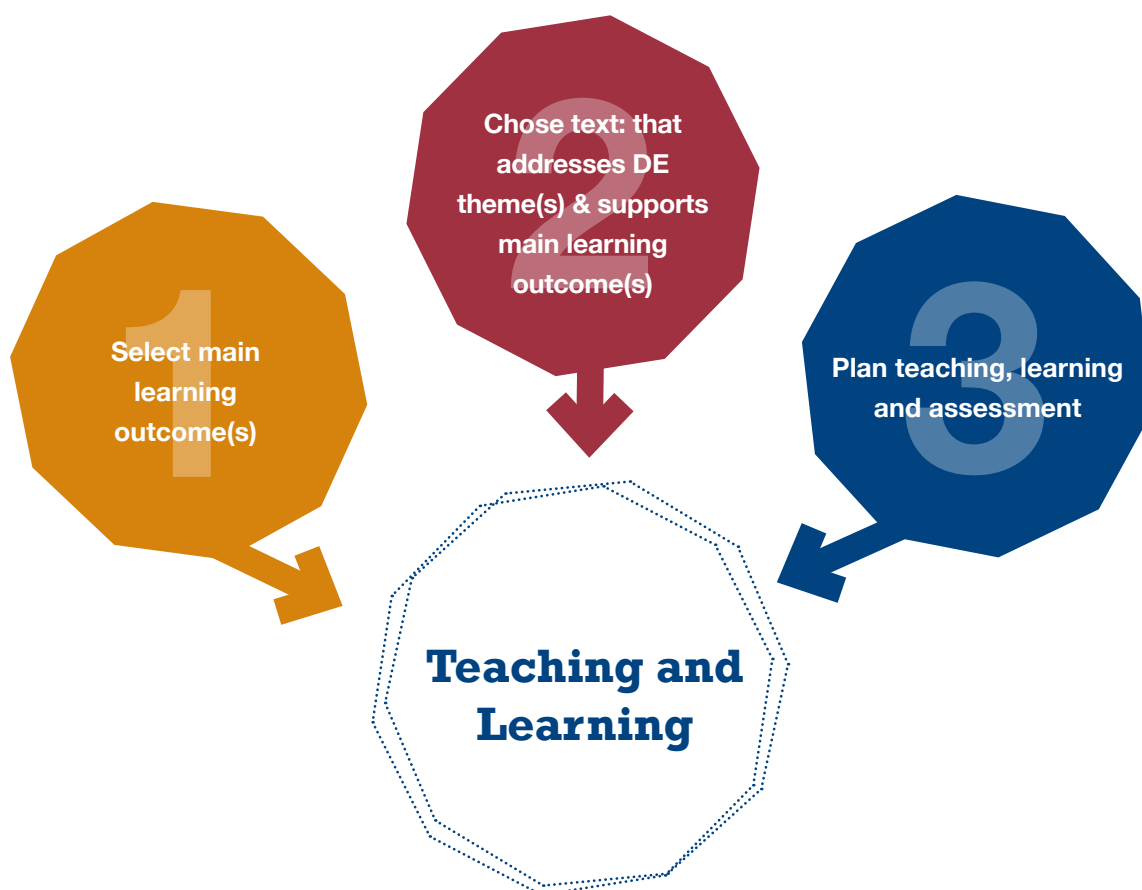 1
Select main
learning
outcome(s)
2
Chose text: that
addresses DE
theme(s) & supports
main learning
outcome(s)
3
Plan teaching, learning
and assessment
Teaching and
Learning